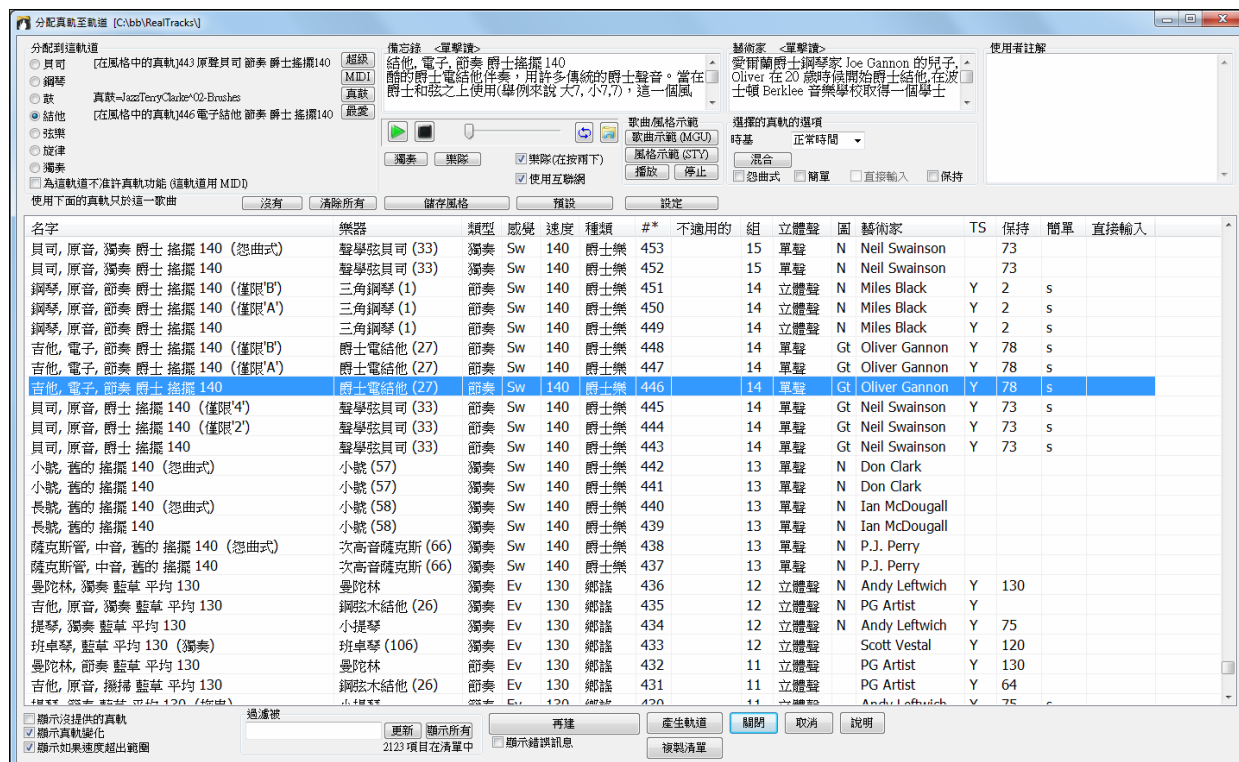 分配真軌至軌道 [C:\bb\RealTracks\]
分配到這軌道
貝司 [在風格中的真軌]443 原聲貝司 節奏 爵士搖擺140
鋼琴
鼓 真軌=JazzTerryClarke^02-Brushes
結他 [在風格中的真軌]446 電子結他 節奏 爵士 搖擺140
弦樂
旋律
獨奏
為這軌道不准許真軌功能 (這軌道用 MIDI)
超級
MIDI
真鼓
最愛
備忘錄 <單擊讀>
結他, 電子, 節奏 爵士搖擺 140
酷的爵士電結他伴奏，用許多傳統的爵士聲音。當在
爵士和弦之上使用(舉例來說 大7, 小7,7)，這一個風
藝術家 <單擊讀>
愛爾蘭爵士鋼琴家 Joe Gannon 的兒子,
Oliver 在 20 歲時候開始爵士結他,在波
士頓 Berklee 音樂學校取得一個學士
使用者註解
獨奏 樂隊
樂隊(在按兩下)
使用互聯網
歌曲/風格示範
歌曲示範 (MGU)
風格示範 (STY)
播放 停止
選擇的真軌的選項
時基 正常時間
混合
怨曲式 簡單 直接輸入 保持
使用下面的真軌只於這一歌曲 沒有 清除所有 儲存風格 預設 設定
名字 樂器 類型 感覺 速度 種類 #* 不適用的 組 立體聲 圖 藝術家 TS 保持 簡單 直接輸入
貝司, 原音, 獨奏 爵士 搖擺 140 (怨曲式) 聲學弦貝司 (33) 獨奏 Sw 140 爵士樂 453 15 單聲 N Neil Swainson 73
貝司, 原音, 獨奏 爵士 搖擺 140 聲學弦貝司 (33) 獨奏 Sw 140 爵士樂 452 15 單聲 N Neil Swainson 73
鋼琴, 原音, 節奏 爵士 搖擺 140 (僅限'B') 三角鋼琴 (1) 節奏 Sw 140 爵士樂 451 14 立體聲 N Miles Black Y 2 s
鋼琴, 原音, 節奏 爵士 搖擺 140 (僅限'A') 三角鋼琴 (1) 節奏 Sw 140 爵士樂 450 14 立體聲 N Miles Black Y 2 s
鋼琴, 原音, 節奏 爵士 搖擺 140 三角鋼琴 (1) 節奏 Sw 140 爵士樂 449 14 立體聲 N Miles Black Y 2 s
吉他, 電子, 節奏 爵士 搖擺 140 (僅限'B') 爵士電結他 (27) 節奏 Sw 140 爵士樂 448 14 單聲 Gt Oliver Gannon Y 78 s
吉他, 電子, 節奏 爵士 搖擺 140 (僅限'A') 爵士電結他 (27) 節奏 Sw 140 爵士樂 447 14 單聲 Gt Oliver Gannon Y 78 s
吉他, 電子, 節奏 爵士 搖擺 140 爵士電結他 (27) 節奏 Sw 140 爵士樂 446 14 單聲 Gt Oliver Gannon Y 78 s
貝司, 原音, 爵士 搖擺 140 (僅限'4') 聲學弦貝司 (33) 節奏 Sw 140 爵士樂 445 14 單聲 Gt Neil Swainson Y 73 s
貝司, 原音, 爵士 搖擺 140 (僅限'2') 聲學弦貝司 (33) 節奏 Sw 140 爵士樂 444 14 單聲 Gt Neil Swainson Y 73 s
貝司, 原音, 爵士 搖擺 140 聲學弦貝司 (33) 節奏 Sw 140 爵士樂 443 14 單聲 Gt Neil Swainson Y 73 s
小號, 舊的 搖擺 140 (怨曲式) 小號 (57) 獨奏 Sw 140 爵士樂 442 13 單聲 N Don Clark
小號, 舊的 搖擺 140 小號 (57) 獨奏 Sw 140 爵士樂 441 13 單聲 N Don Clark
長號, 舊的 搖擺 140 (怨曲式) 小號 (58) 獨奏 Sw 140 爵士樂 440 13 單聲 N Ian McDougall
長號, 舊的 搖擺 140 小號 (58) 獨奏 Sw 140 爵士樂 439 13 單聲 N Ian McDougall
薩克斯管, 中音, 舊的 搖擺 140 (怨曲式) 次高音薩克斯 (66) 獨奏 Sw 140 爵士樂 438 13 單聲 N P.J. Perry
薩克斯管, 中音, 舊的 搖擺 140 次高音薩克斯 (66) 獨奏 Sw 140 爵士樂 437 13 單聲 N P.J. Perry
曼陀林, 獨奏 藍草 平均 130 曼陀林 獨奏 Ev 130 鄉謠 436 12 立體聲 N Andy Leftwich Y 130
吉他, 原音, 獨奏 藍草 平均 130 鋼弦木結他 (26) 獨奏 Ev 130 鄉謠 435 12 立體聲 N PG Artist Y
提琴, 獨奏 藍草 平均 130 小提琴 獨奏 Ev 130 鄉謠 434 12 立體聲 N Andy Leftwich Y 75
班卓琴, 藍草 平均 130 (獨奏) 班卓琴 (106) 獨奏 Ev 130 鄉謠 433 12 立體聲 Scott Vestal Y 120
曼陀林, 節奏 藍草 平均 130 曼陀林 節奏 Ev 130 鄉謠 432 11 立體聲 PG Artist Y 130
吉他, 原音, 撥掃 藍草 平均 130 鋼弦木結他 (26) 節奏 Ev 130 鄉謠 431 11 立體聲 PG Artist Y 64
顯示沒提供的真軌
顯示真軌變化
顯示如果速度超出範圍
過濾被
更新 顯示所有
2123 項目在清單中
再建
顯示錯誤訊息
產生軌道 關閉 取消 說明
複製清單